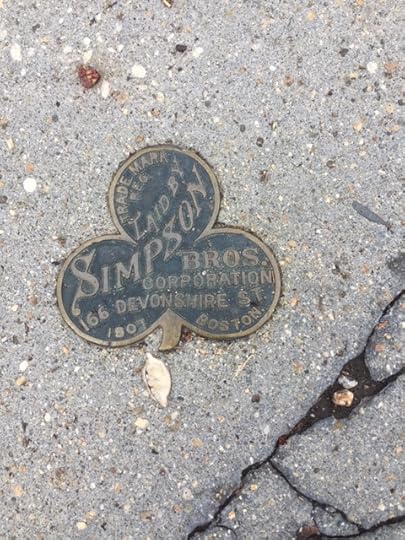 TRADE MARK
REG.
LAID BY
SIMPSON
BROS.
CORPORATION
166 DEVONSHIRE ST.
1907 BOSTON